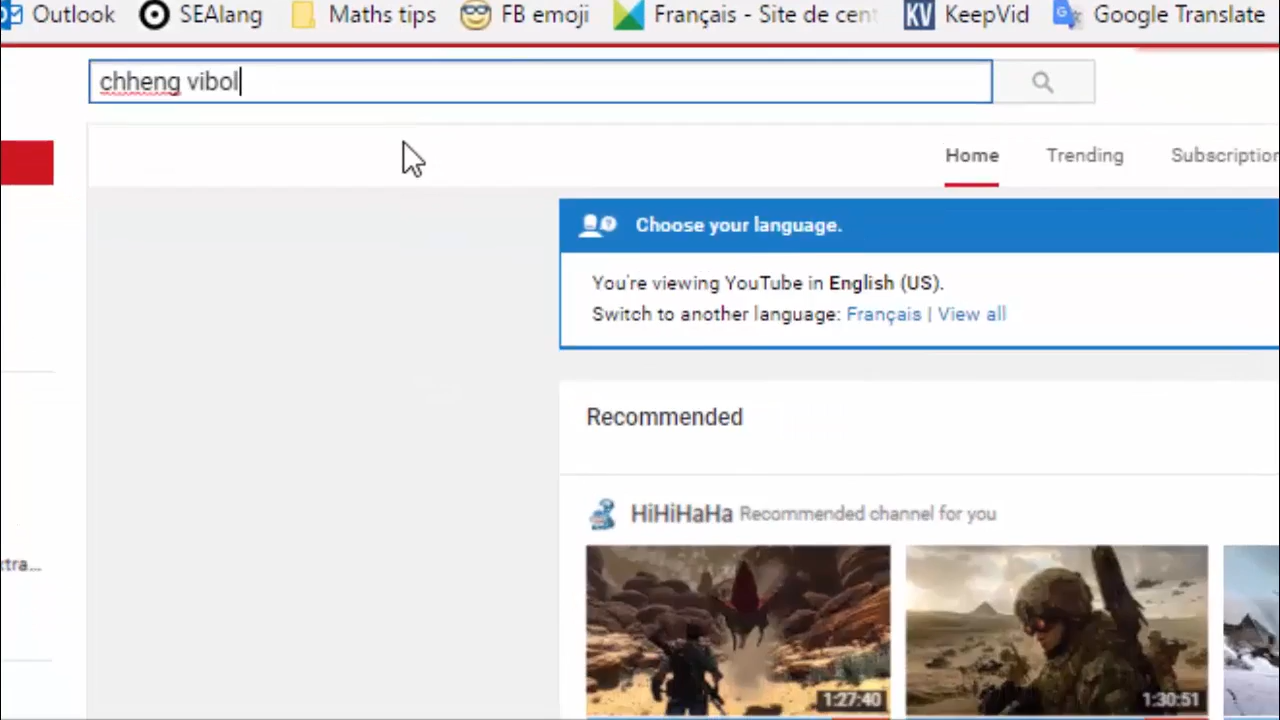 Outlook SEAlang Maths tips FB emoji Français - Site de cent KV KeepVid Google Translate
chheng vibol
Home Trending Subscription
Choose your language.
You're viewing YouTube in English (US).
Switch to another language: Français | View all
Recommended
HiHiHaHa Recommended channel for you
xtra...
1:27:40 1:30:51